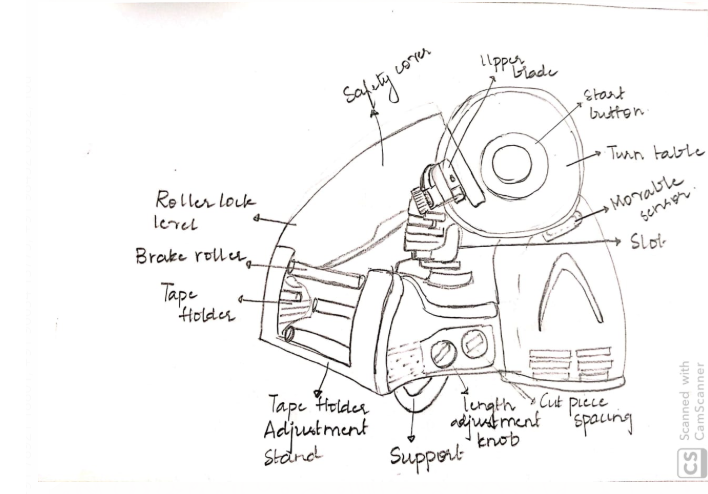 Safety cover
Upper
blade
Start
button
Turn table
Movable
sensor
Slot
Roller lock
level
Brake roller
Tape
Holder
Tape Holder
Adjustment
Stand
Support
length
adjustment
knob
Cut piece
spacing
CS
Scanned with
CamScanner